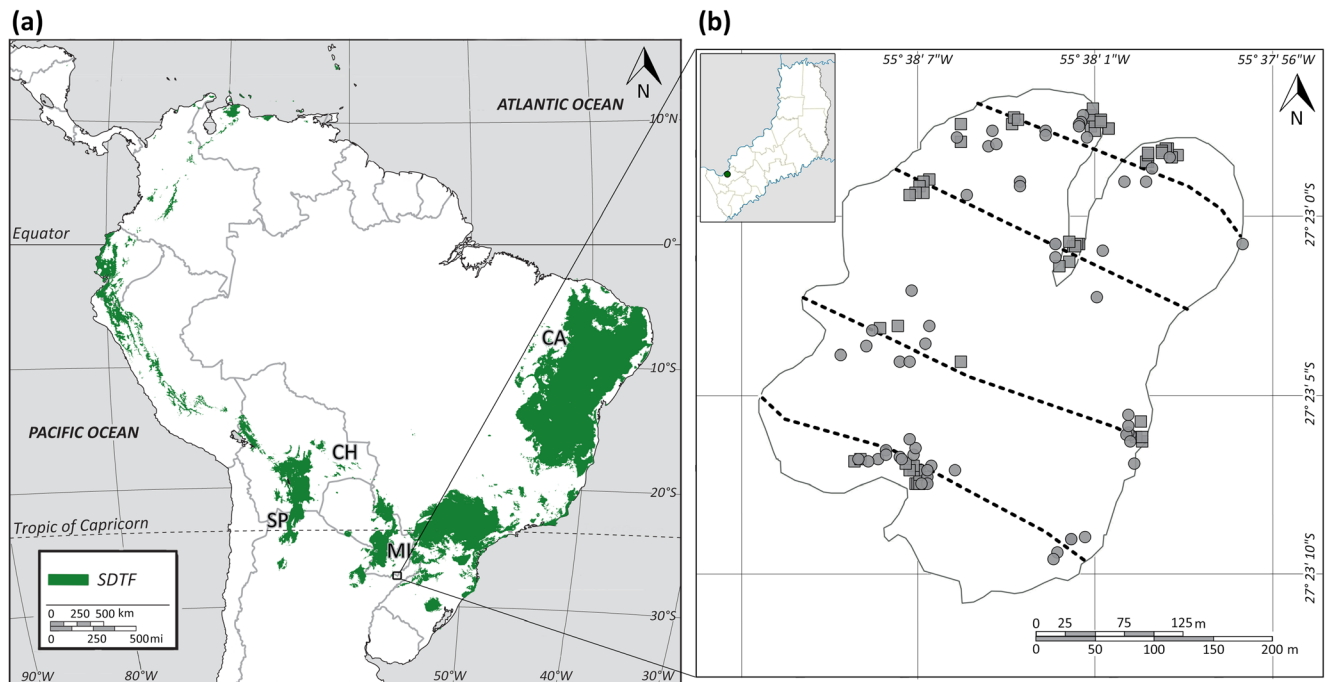 (a)
N
ATLANTIC OCEAN
10°N
Equator
0°
CA
10°S
PACIFIC OCEAN
CH
20°S
SP
Tropic of Capricorn
MI
SDTF
0 250 500 km
0 250 500mi
30°S
90°W 80°W 50°W 40°W 30°W
(b)
55° 38' 7"W 55° 38' 1"W 55° 37' 56"W
N
27° 23' 0"S
27° 23' 5"S
27° 23' 10"S
0 25 75 125 m
0 50 100 150 200 m